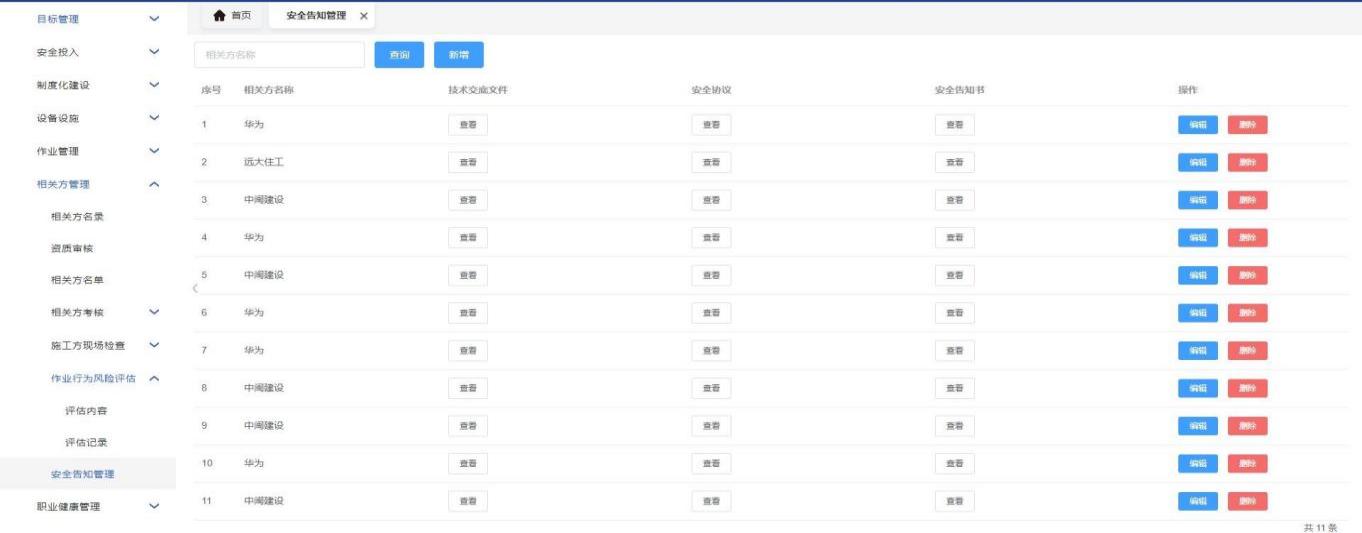 首页 安全告知管理
目标管理
安全投入
制度化建设
设备设施
作业管理
相关方管理
相关方名录
资质审核
相关方名单
相关方考核
施工方现场检查
作业行为风险评估
评估内容
评估记录
安全告知管理
职业健康管理
相关方名称 查询 新增
序号 相关方名称 技术交底文件 安全协议 安全告知书 操作
1 华为 查看 查看 查看 编辑 删除
2 远大住工 查看 查看 查看 编辑 删除
3 中闽建设 查看 查看 查看 编辑 删除
4 华为 查看 查看 查看 编辑 删除
5 中闽建设 查看 查看 查看 编辑 删除
6 华为 查看 查看 查看 编辑 删除
7 华为 查看 查看 查看 编辑 删除
8 中闽建设 查看 查看 查看 编辑 删除
9 中闽建设 查看 查看 查看 编辑 删除
10 华为 查看 查看 查看 编辑 删除
11 中闽建设 查看 查看 查看 编辑 删除
共 11 条